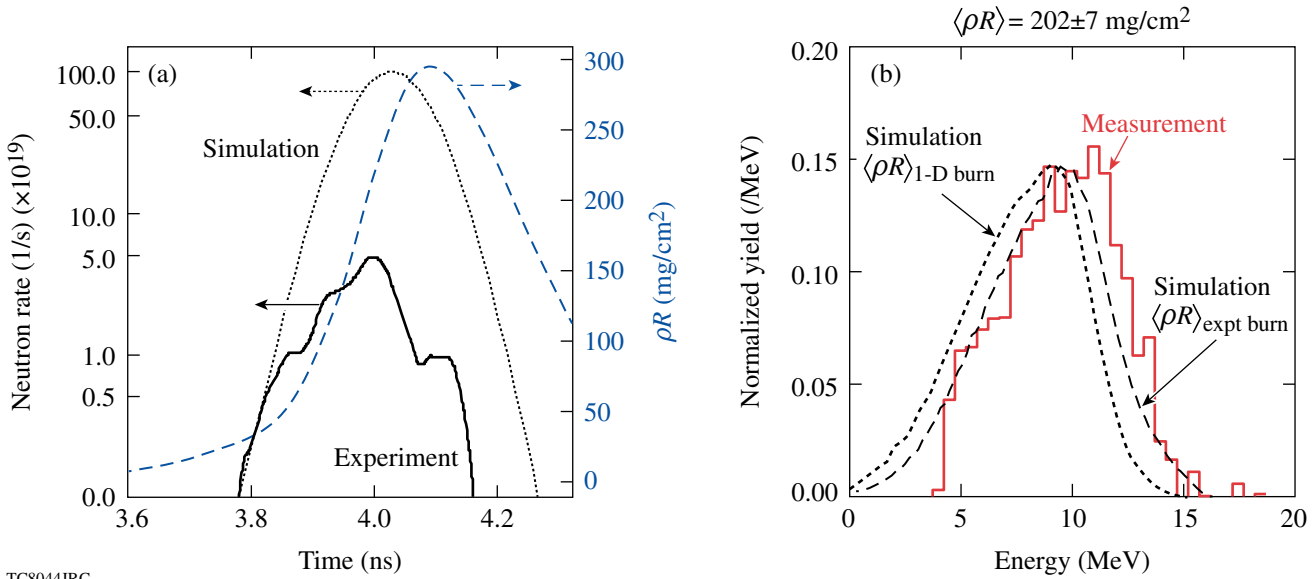 (a)
100.0
50.0
10.0
5.0
1.0
0.5
0.0
Neutron rate (1/s) (×10¹⁹)
3.6
3.8
4.0
4.2
Time (ns)
300
250
200
150
100
50
0
ρR (mg/cm²)
Simulation
Experiment
⟨ρR⟩ = 202±7 mg/cm²
(b)
0.20
0.15
0.10
0.05
0.00
Normalized yield (/MeV)
0
5
10
15
20
Energy (MeV)
Simulation
⟨ρR⟩1-D burn
Measurement
Simulation
⟨ρR⟩expt burn